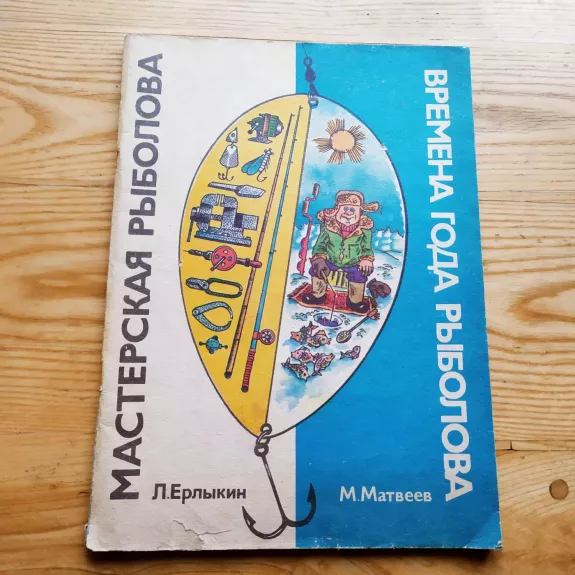 МАСТЕРСКАЯ РЫБОЛОВА
ВРЕМЕНА ГОДА РЫБОЛОВА
Л.Ерлыкин
М.Матвеев